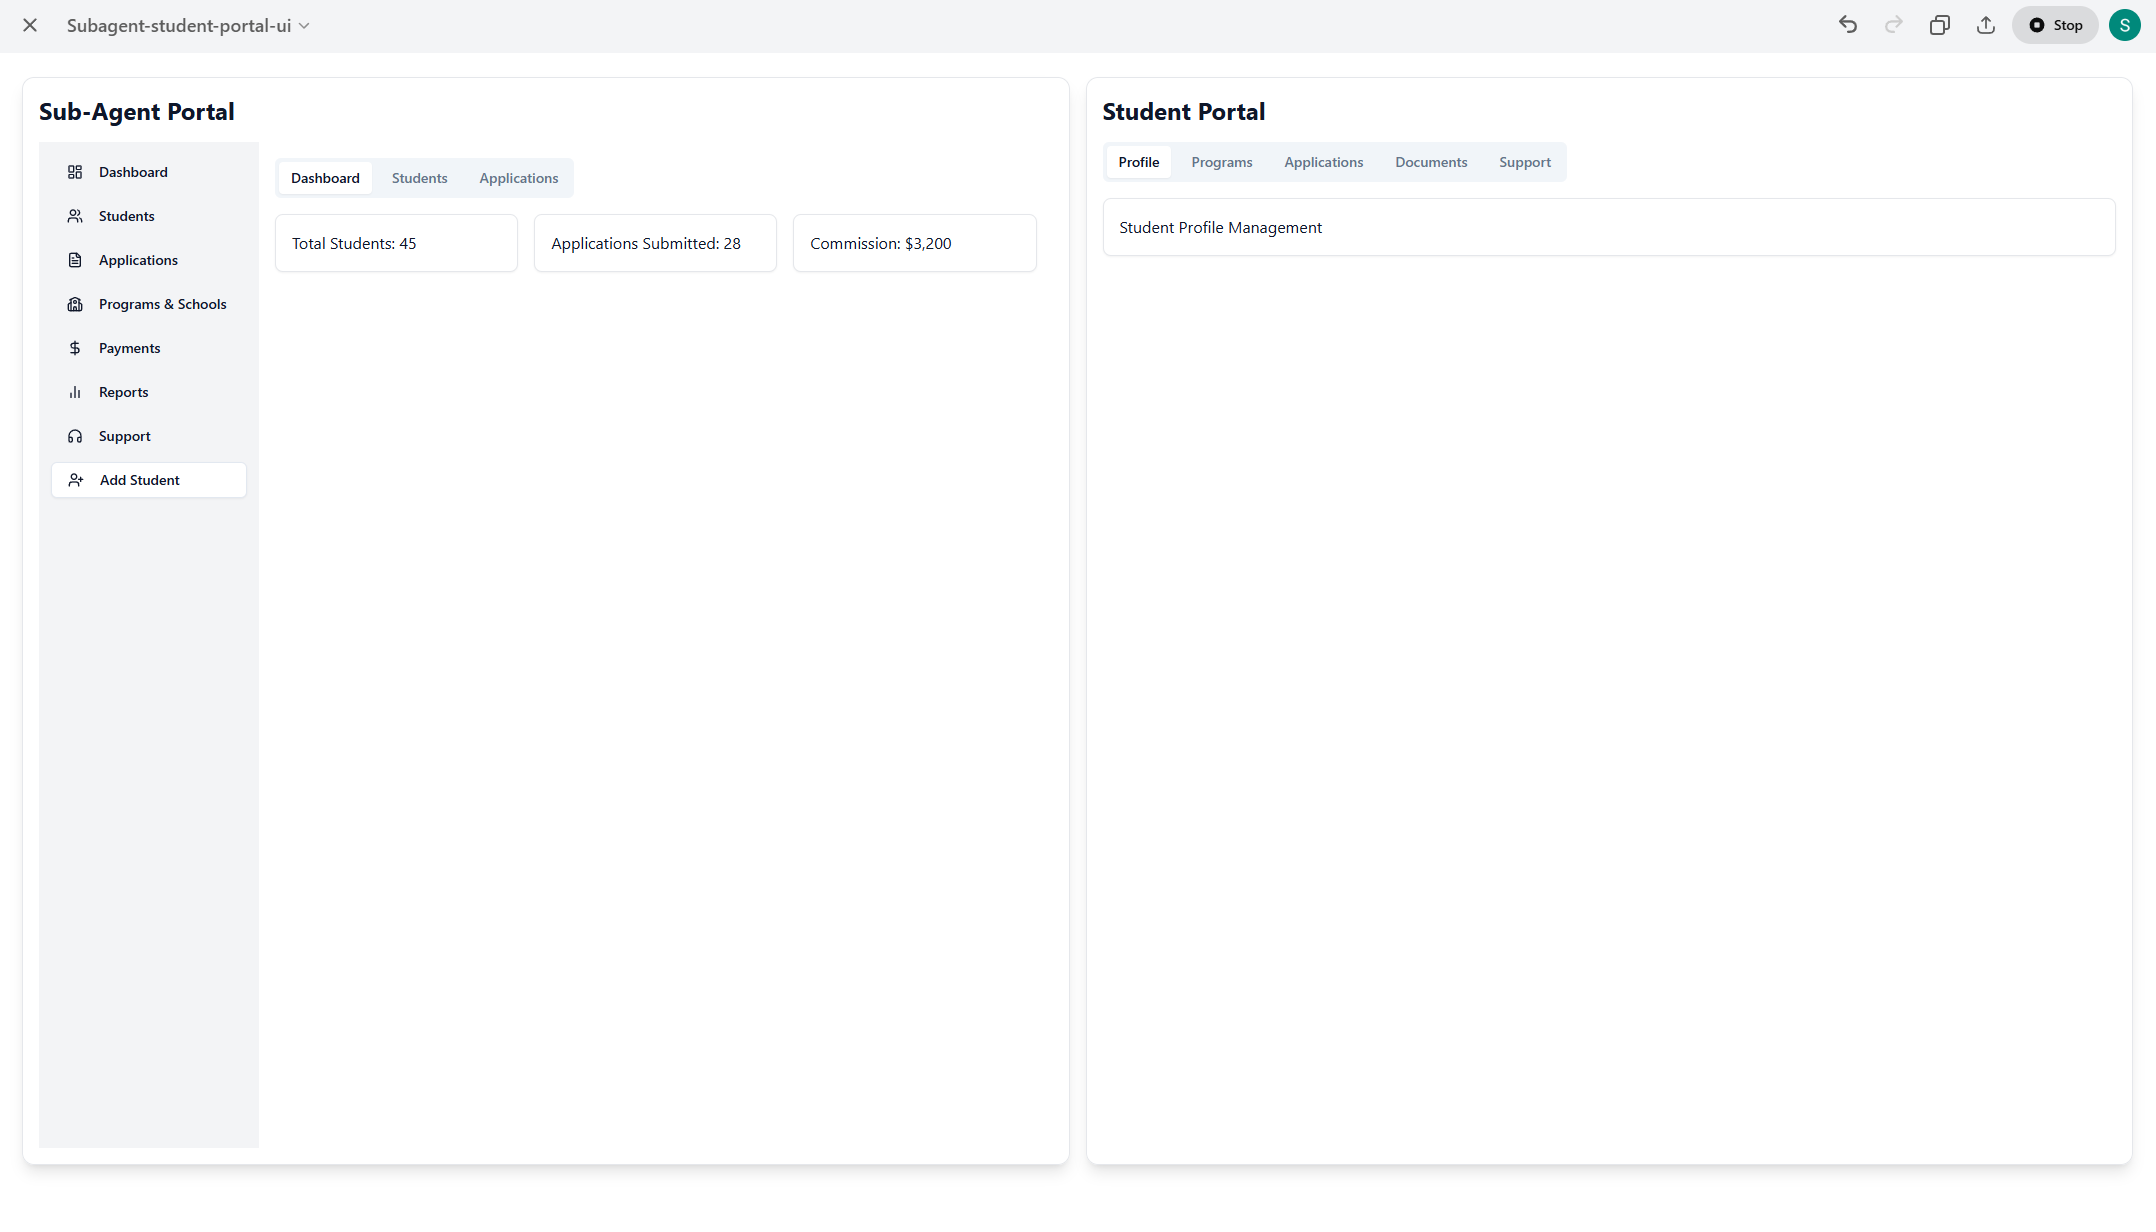 Subagent-student-portal-ui
Stop
S
Sub-Agent Portal
Dashboard
Students
Applications
Programs & Schools
Payments
Reports
Support
Add Student
Dashboard Students Applications
Total Students: 45
Applications Submitted: 28
Commission: $3,200
Student Portal
Profile Programs Applications Documents Support
Student Profile Management